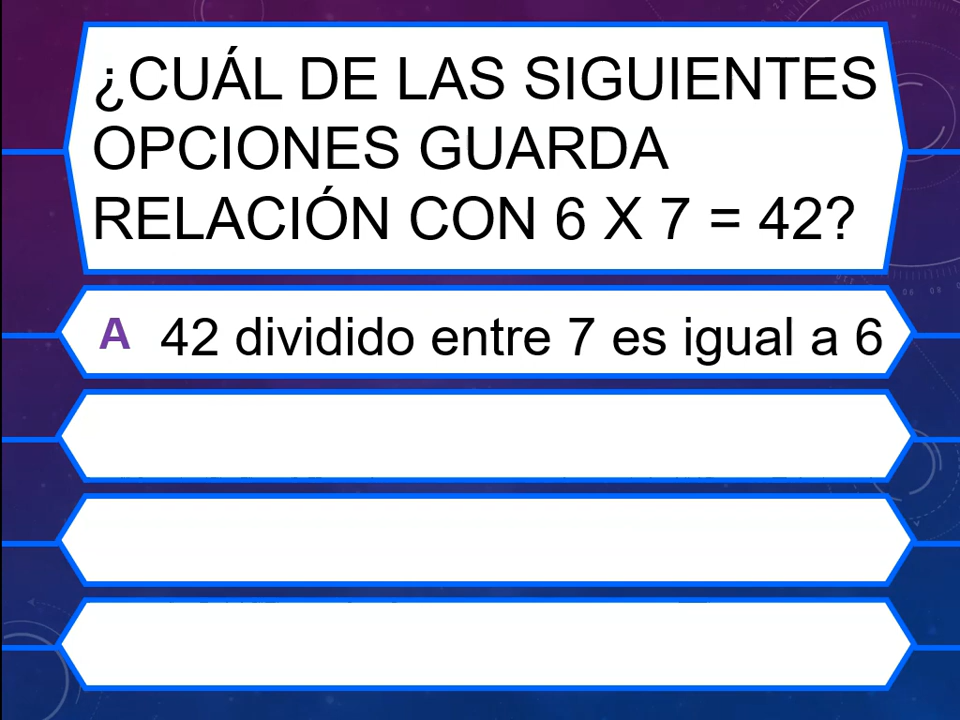 ¿CUÁL DE LAS SIGUIENTES
OPCIONES GUARDA
RELACIÓN CON 6 X 7 = 42?
A 42 dividido entre 7 es igual a 6